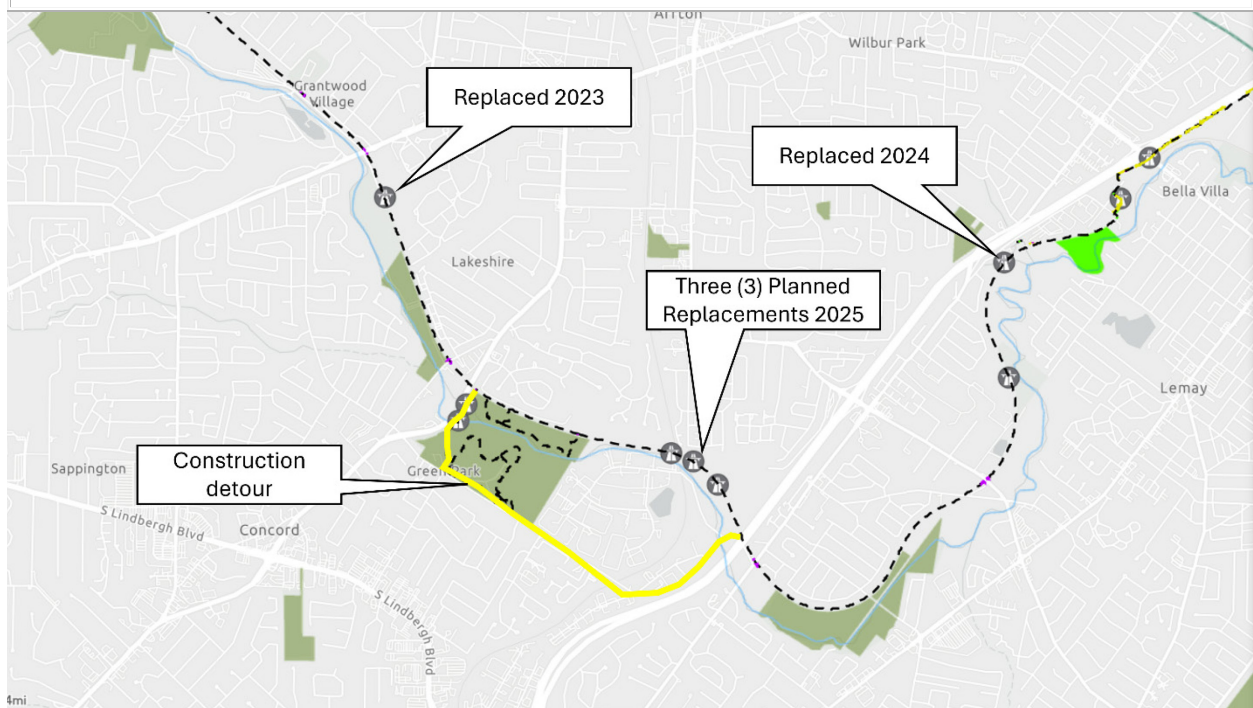 Affton
Wilbur Park
Grantwood
Village
Replaced 2023
Replaced 2024
Bella Villa
Lakeshire
Three (3) Planned
Replacements 2025
Lemay
Construction
detour
Sappington
Green Park
S Lindbergh Blvd
Concord
S Lindbergh Blvd
4mi